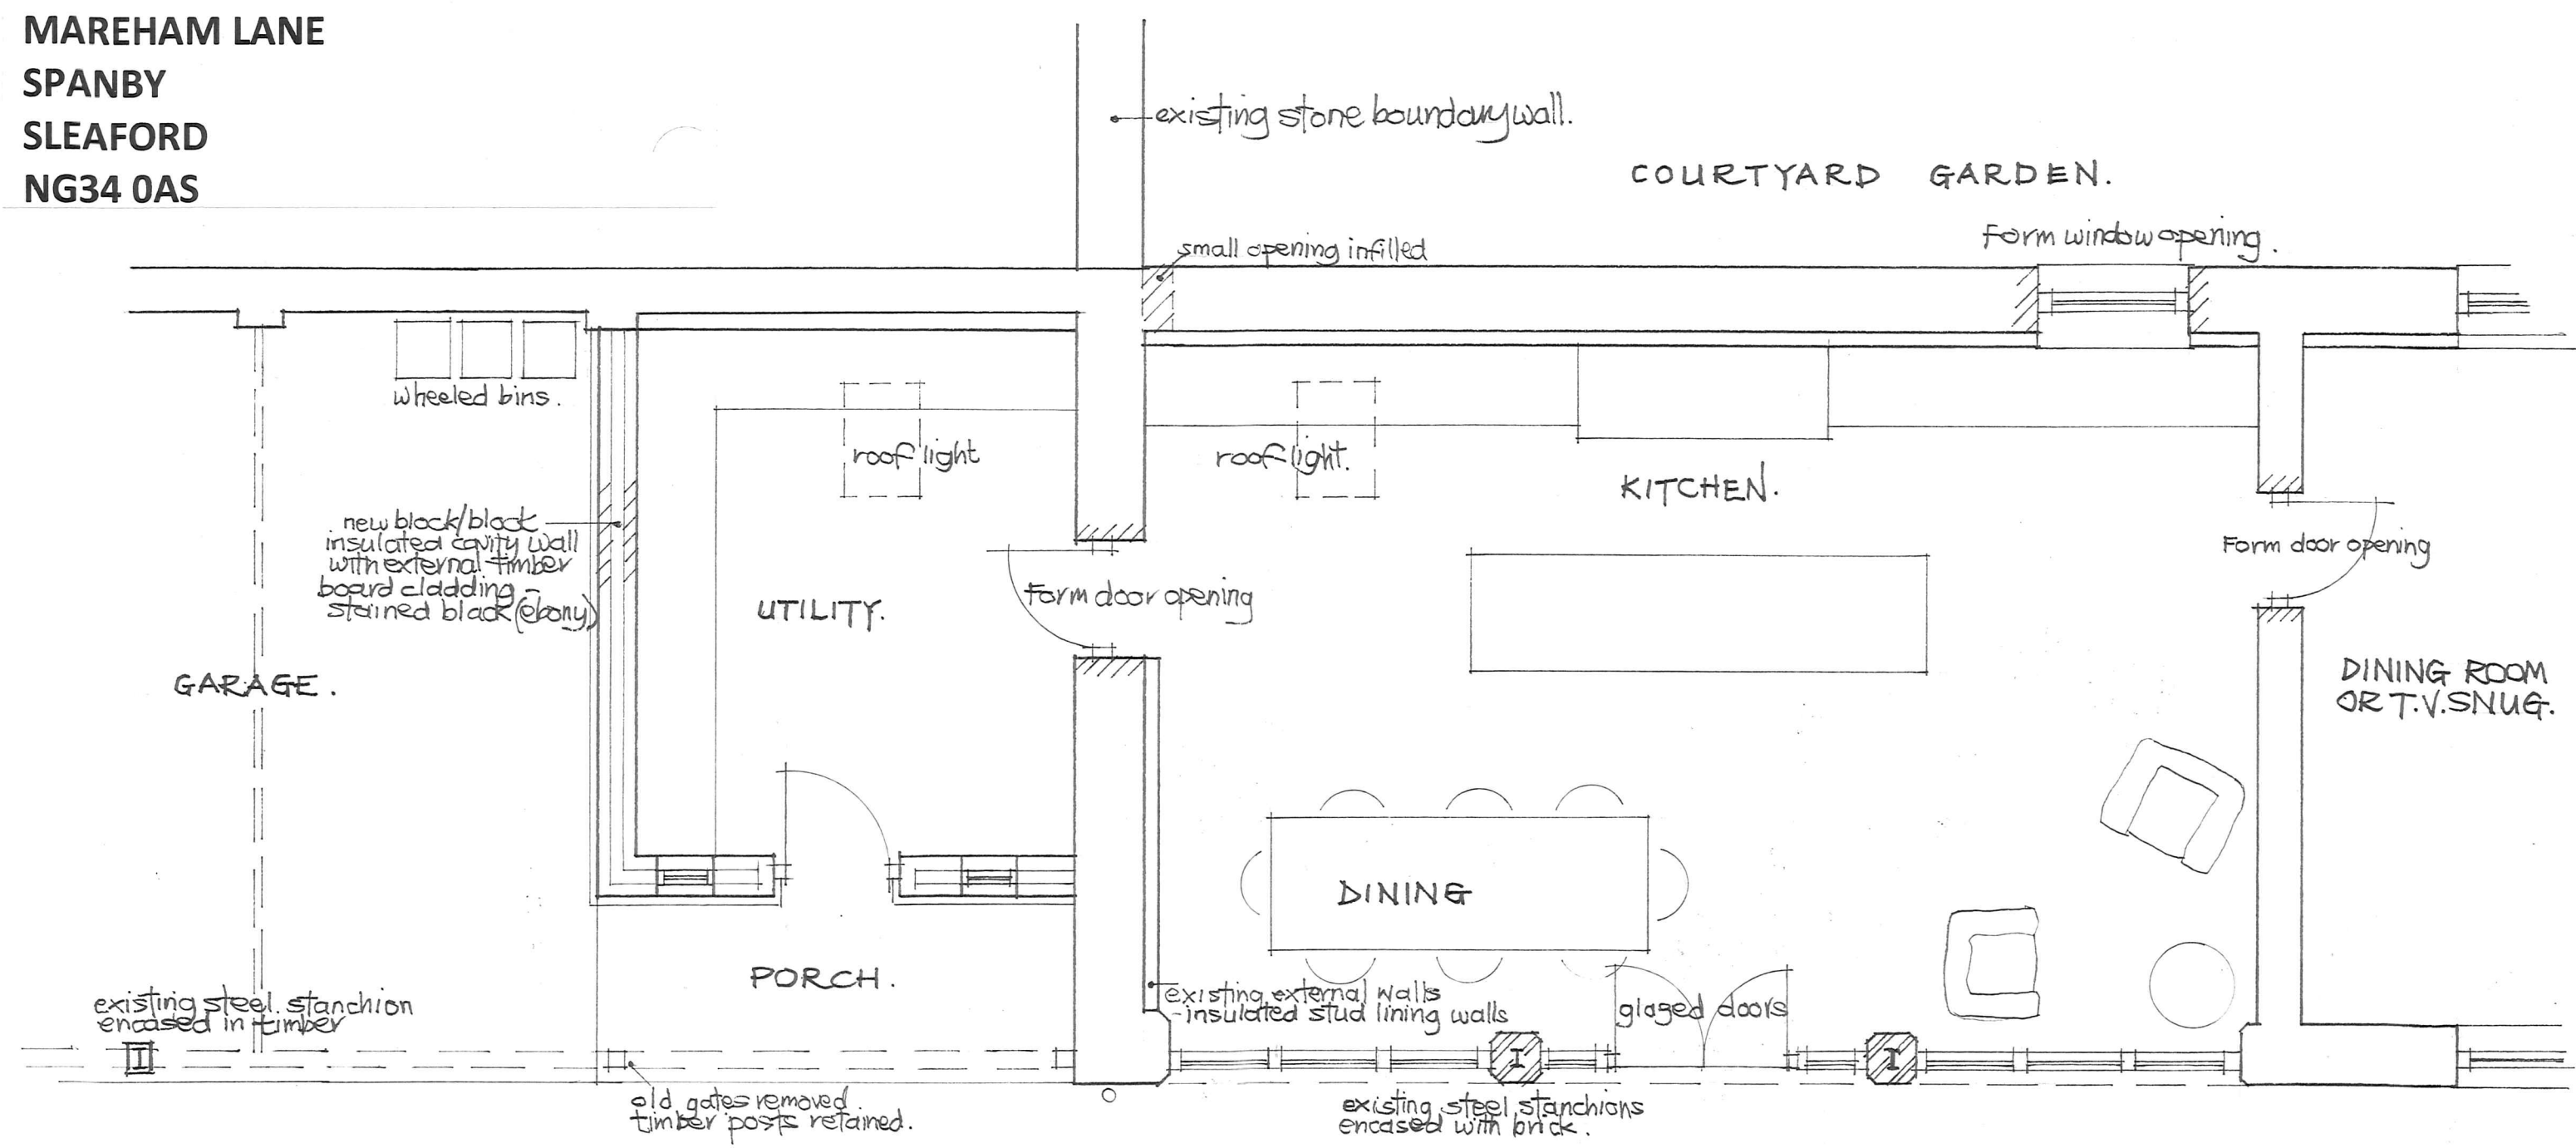 MAREHAM LANE
SPANBY
SLEAFORD
NG34 0AS
existing stone boundary wall.
COURTYARD GARDEN.
small opening infilled
Form window opening.
wheeled bins.
roof light
roof light.
KITCHEN.
new block/block
insulated cavity wall
with external timber
board cladding -
stained black (ebony)
Form door opening
UTILITY.
Form door opening
GARAGE.
DINING ROOM
OR T.V. SNUG.
DINING
PORCH.
existing steel stanchion
encased in timber
existing external walls
-insulated stud lining walls
glazed doors
I
I
I
old gates removed
timber posts retained.
existing steel stanchions
encased with brick.